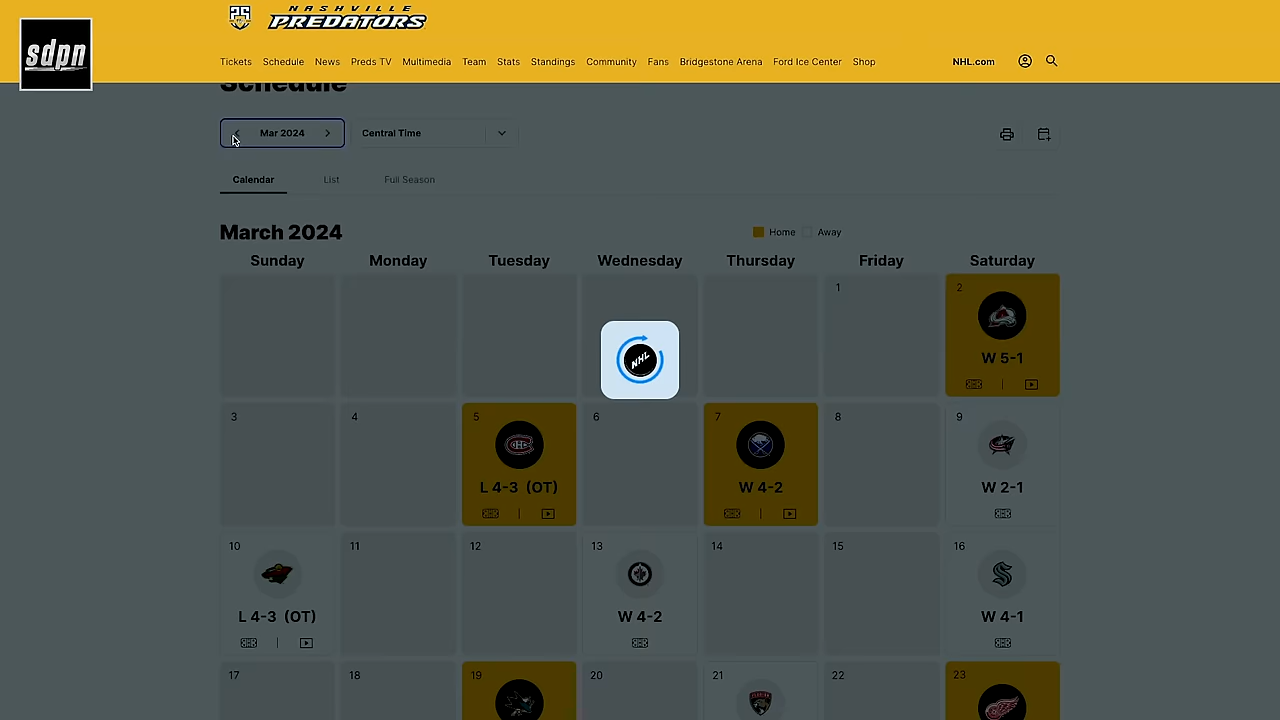 NASHVILLE
PREDATORS
sdpn
Tickets Schedule News Preds TV Multimedia Team Stats Standings Community Fans Bridgestone Arena Ford Ice Center Shop NHL.com
Schedule
Mar 2024 Central Time
Calendar List Full Season
March 2024 Home Away
Sunday Monday Tuesday Wednesday Thursday Friday Saturday
1 2
W 5-1
NHL
3 4 5 6 7 8 9
L 4-3 (OT) W 4-2 W 2-1
10 11 12 13 14 15 16
L 4-3 (OT) W 4-2 W 4-1
17 18 19 20 21 22 23